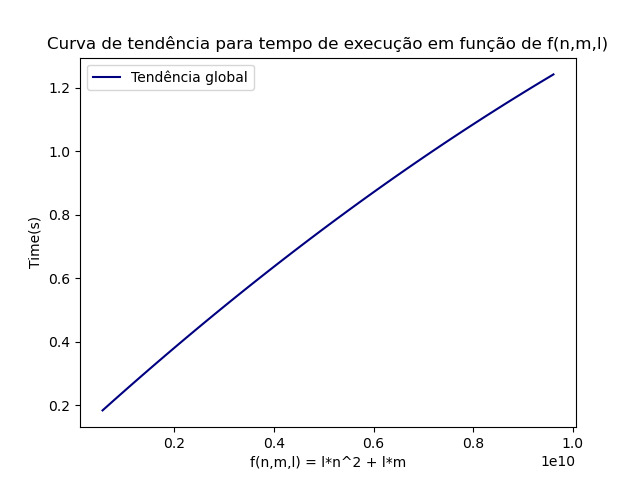 Curva de tendência para tempo de execução em função de f(n,m,l)
Tendência global
1.2
1.0
0.8
0.6
0.4
0.2
Time(s)
0.2 0.4 0.6 0.8 1.0
1e10
f(n,m,l) = l*n^2 + l*m